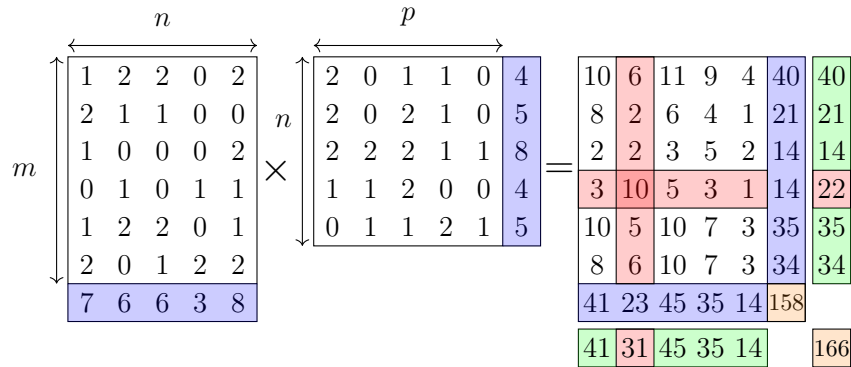 n p
1 2 2 0 2 2 0 1 1 0 4 10 6 11 9 4 40 40
2 1 1 0 0 n 2 0 2 1 0 5 8 2 6 4 1 21 21
m 1 0 0 0 2 × 2 2 2 1 1 8 = 2 2 3 5 2 14 14
0 1 0 1 1 1 1 2 0 0 4 3 10 5 3 1 14 22
1 2 2 0 1 0 1 1 2 1 5 10 5 10 7 3 35 35
2 0 1 2 2 8 6 10 7 3 34 34
7 6 6 3 8 41 23 45 35 14 158
41 31 45 35 14 166